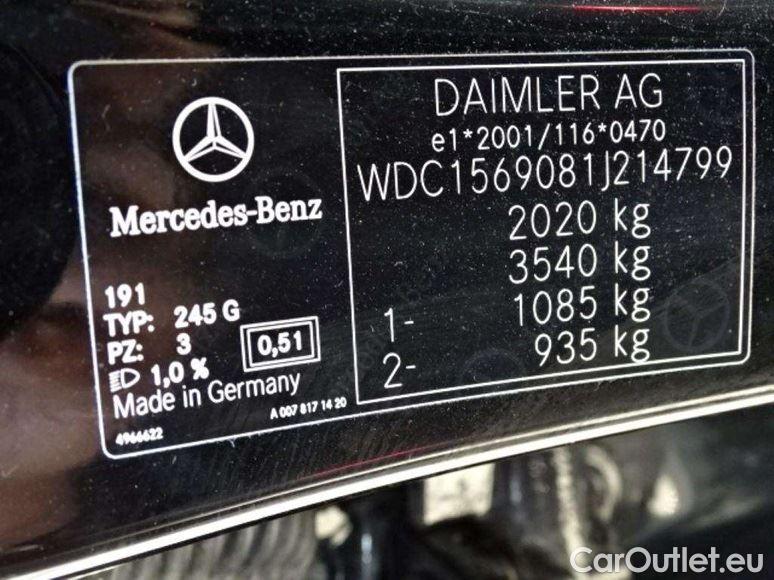 Mercedes-Benz
191
TYP: 245 G
PZ: 3
1,0 %
0,51
Made in Germany
A 007 817 14 20
4966622
DAIMLER AG
e1*2001/116*0470
WDC1569081J214799
2020 kg
3540 kg
1- 1085 kg
2- 935 kg
CarOutlet.eu